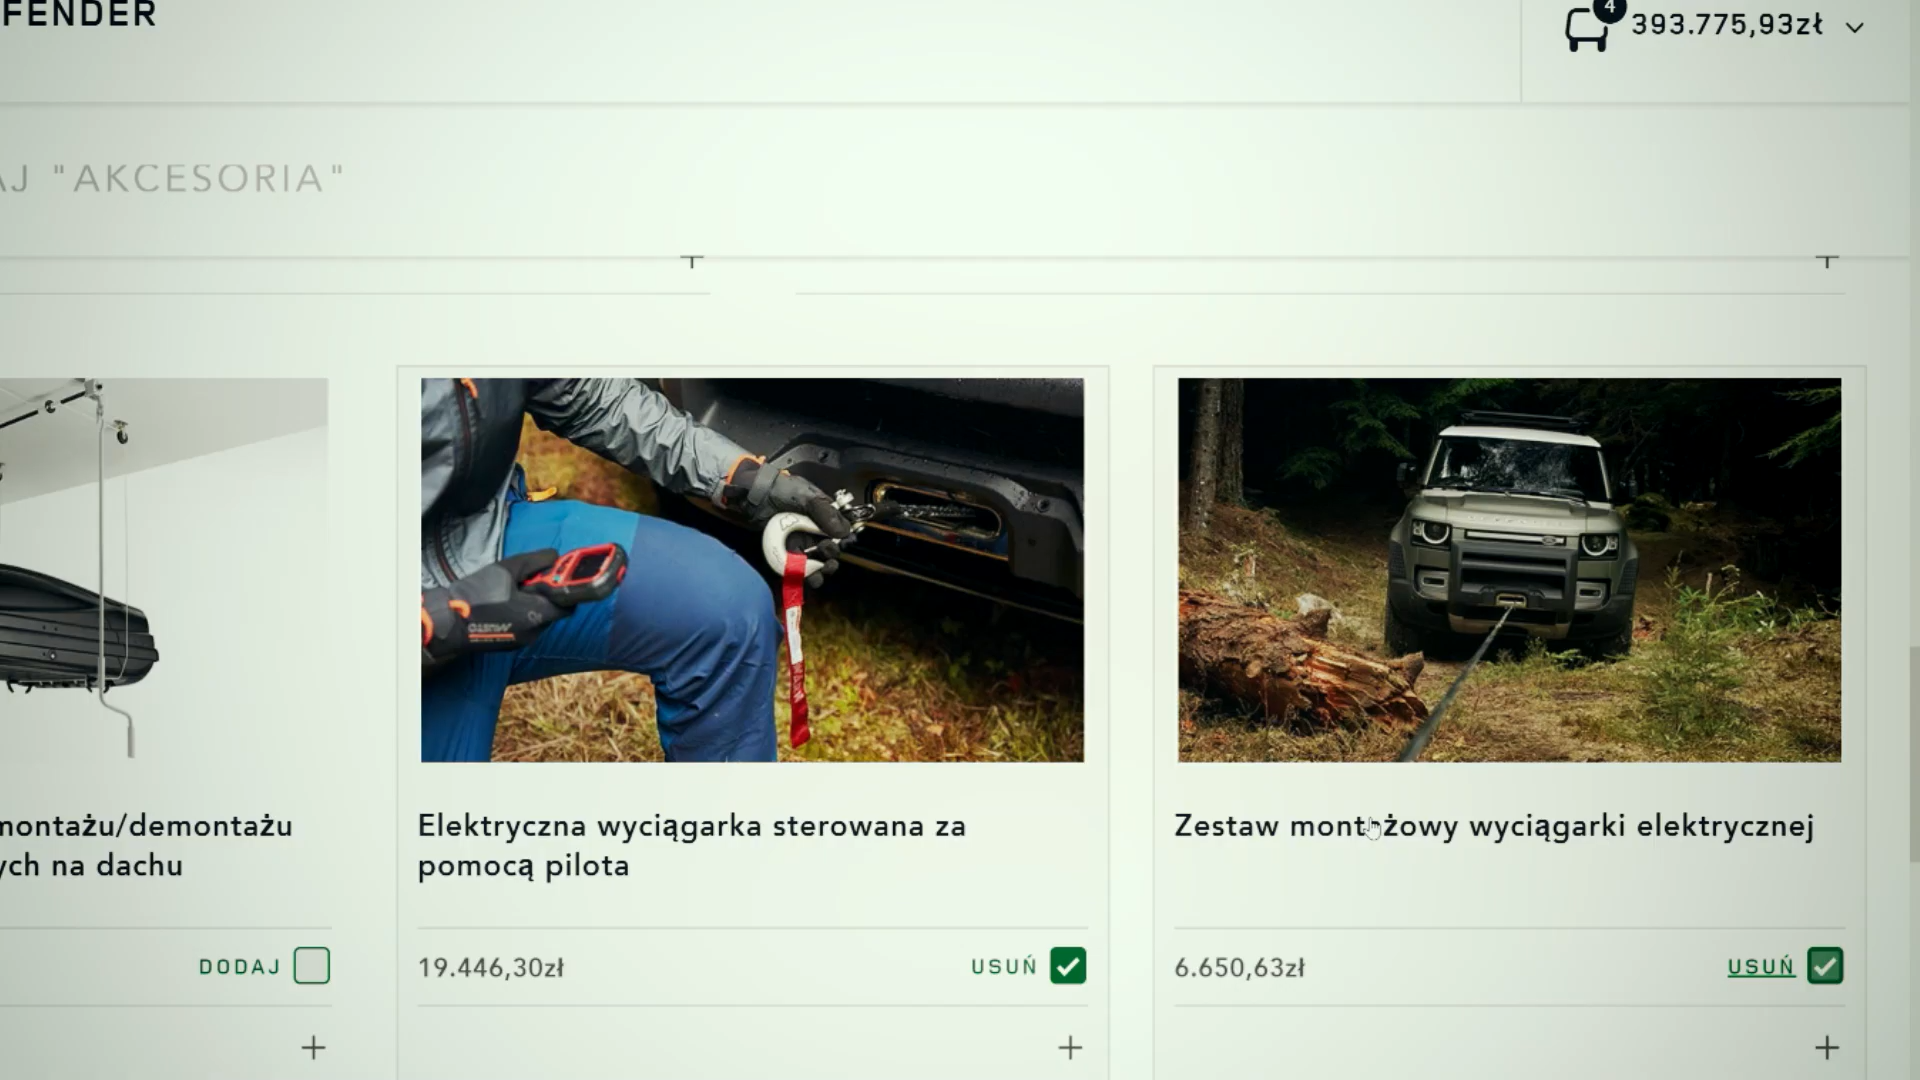 FENDER
4
393.775,93zł
AJ "AKCESORIA"
montażu/demontażu
ych na dachu
DODAJ
Elektryczna wyciągarka sterowana za
pomocą pilota
19.446,30zł
USUŃ
Zestaw montażowy wyciągarki elektrycznej
6.650,63zł
USUŃ